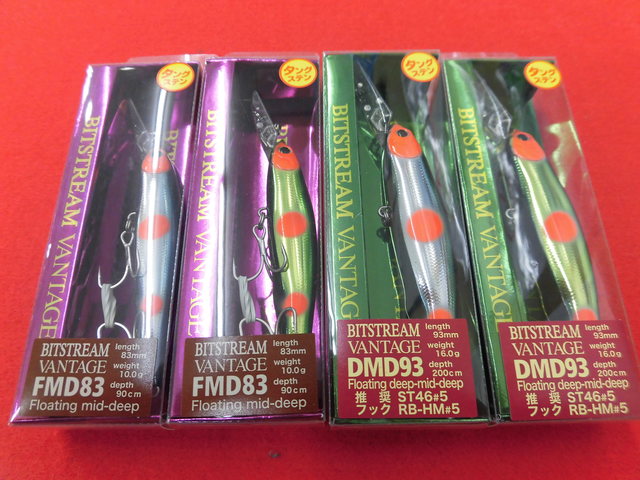 タングステン
BITSTREAM VANTAGE
BITSTREAM
VANTAGE
FMD83
length
83mm
weight
10.0g
depth
90cm
Floating mid-deep
タングステン
BITSTREAM VANTAGE
BITSTREAM
VANTAGE
FMD83
length
83mm
weight
10.0g
depth
90cm
Floating mid-deep
タングステン
BITSTREAM VANTAGE
BITSTREAM
VANTAGE
DMD93
length
93mm
weight
16.0g
depth
200cm
Floating deep-mid-deep
推奨 ST46#5
フック RB-HM#5
タングステン
BITSTREAM VANTAGE
BITSTREAM
VANTAGE
DMD93
length
93mm
weight
16.0g
depth
200cm
Floating deep-mid-deep
推奨 ST46#5
フック RB-HM#5